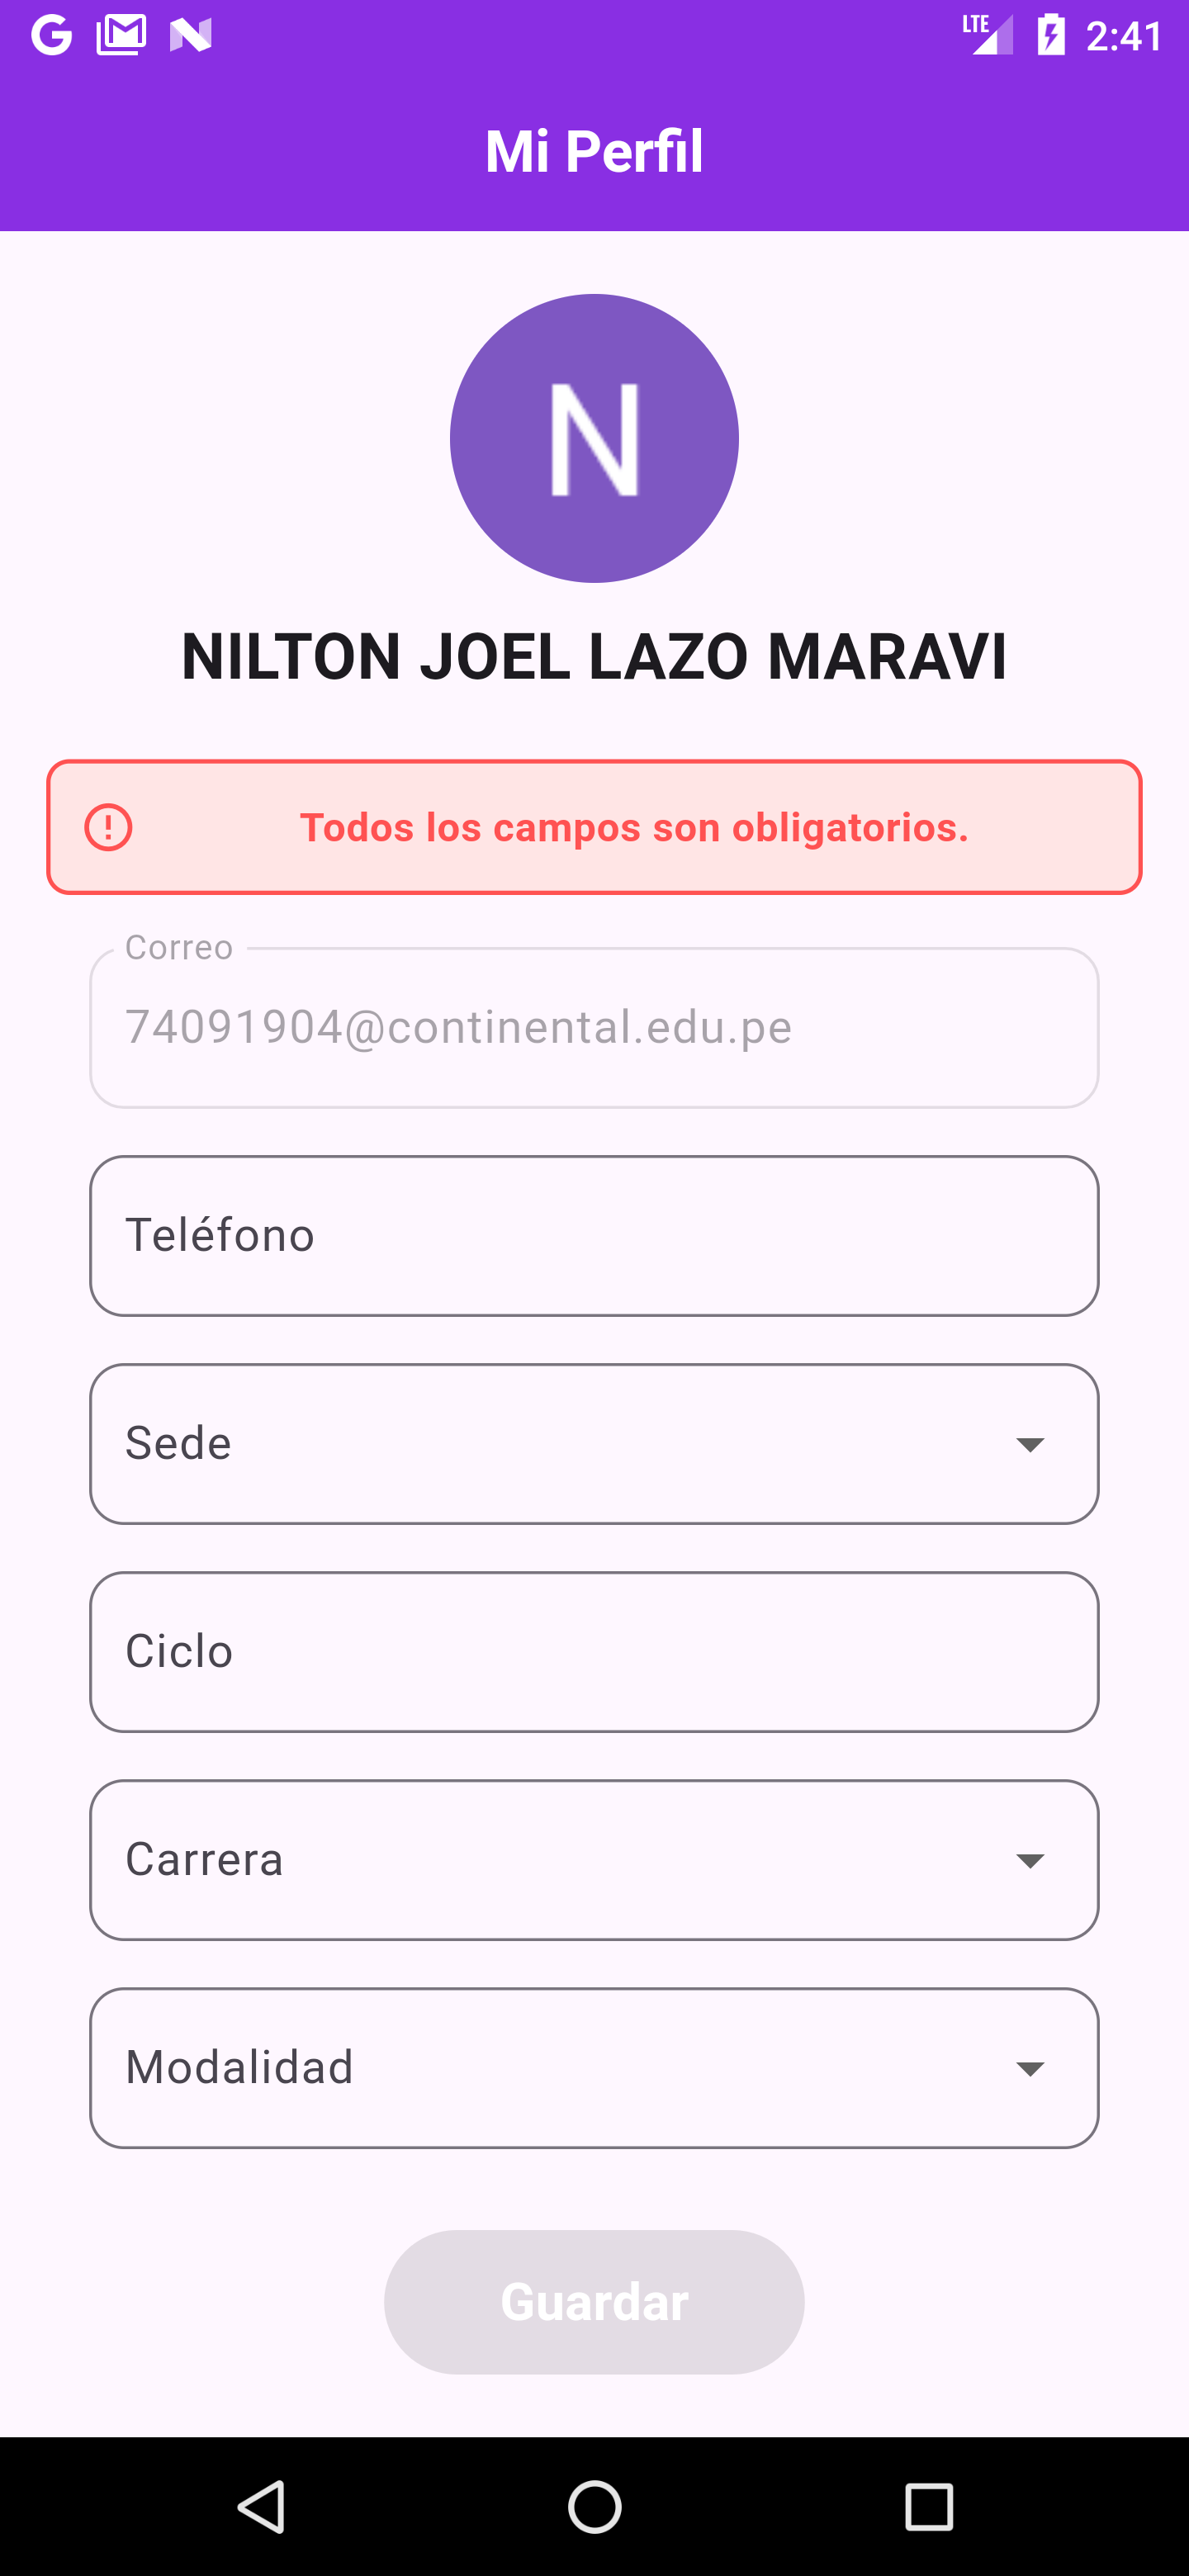 LTE 2:41
Mi Perfil
N
NILTON JOEL LAZO MARAVI
Todos los campos son obligatorios.
Correo
74091904@continental.edu.pe
Teléfono
Sede
Ciclo
Carrera
Modalidad
Guardar